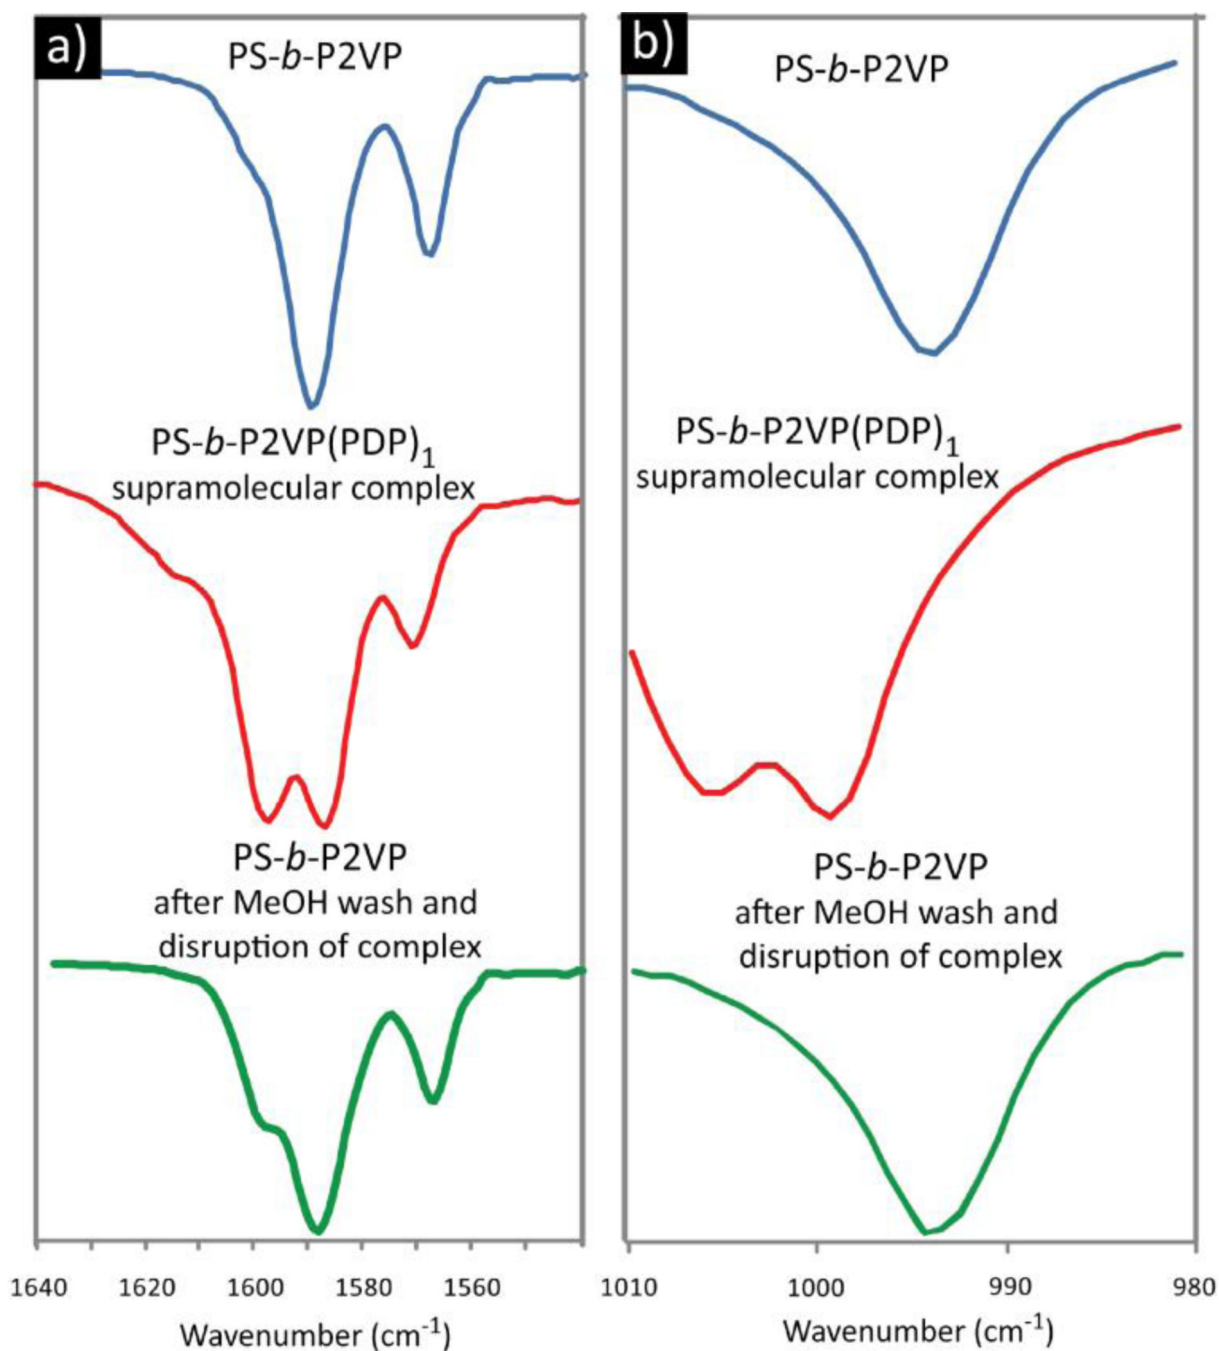 a)
PS-b-P2VP
PS-b-P2VP(PDP)1
supramolecular complex
PS-b-P2VP
after MeOH wash and
disruption of complex
1640 1620 1600 1580 1560
Wavenumber (cm-1)
b)
PS-b-P2VP
PS-b-P2VP(PDP)1
supramolecular complex
PS-b-P2VP
after MeOH wash and
disruption of complex
1010 1000 990 980
Wavenumber (cm-1)